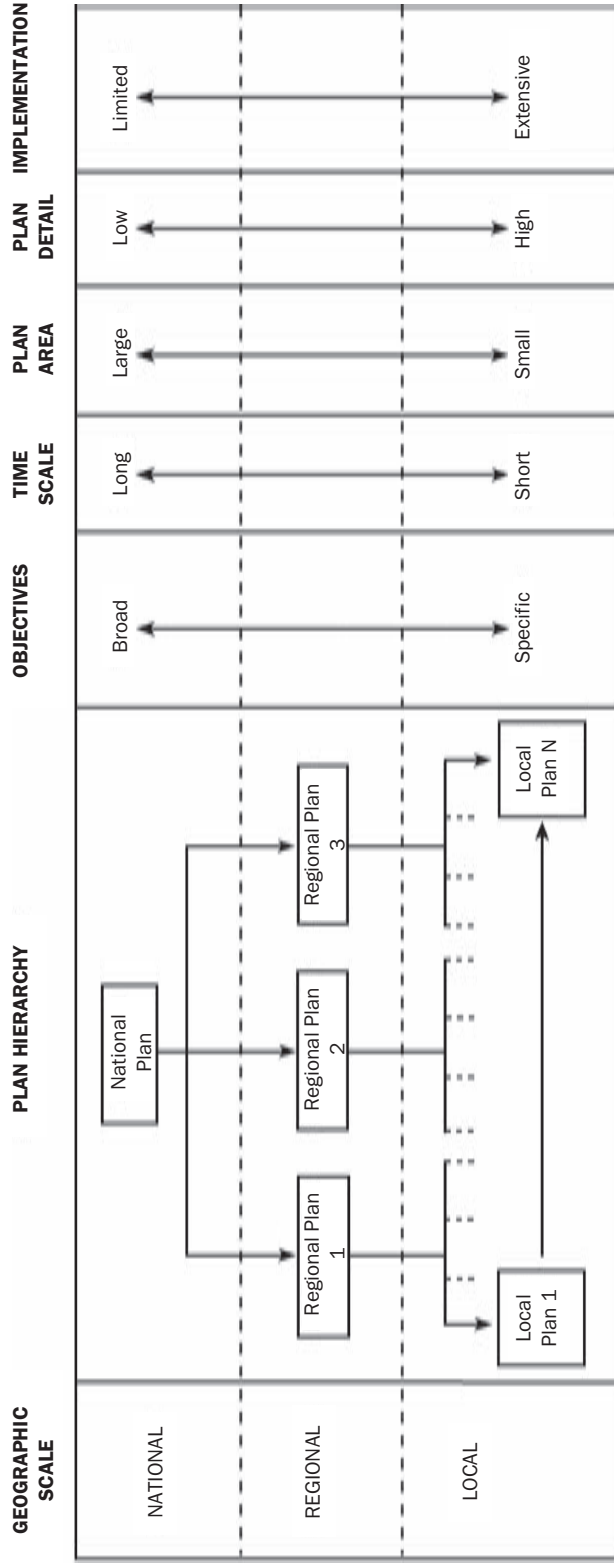 GEOGRAPHIC
SCALE
PLAN HIERARCHY
OBJECTIVES
TIME
SCALE
PLAN
AREA
PLAN
DETAIL
IMPLEMENTATION
NATIONAL
National
Plan
Broad
Long
Large
Low
Limited
REGIONAL
Regional Plan
1
Regional Plan
2
Regional Plan
3
LOCAL
Local
Plan 1
Local
Plan N
Specific
Short
Small
High
Extensive